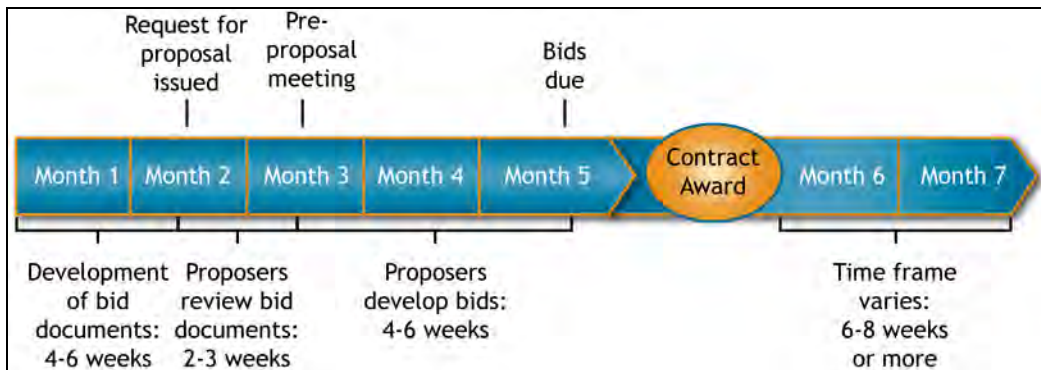 Request for
proposal
issued
Pre-
proposal
meeting
Bids
due
Month 1
Month 2
Month 3
Month 4
Month 5
Contract
Award
Month 6
Month 7
Development
of bid
documents:
4-6 weeks
Proposers
review bid
documents:
2-3 weeks
Proposers
develop bids:
4-6 weeks
Time frame
varies:
6-8 weeks
or more